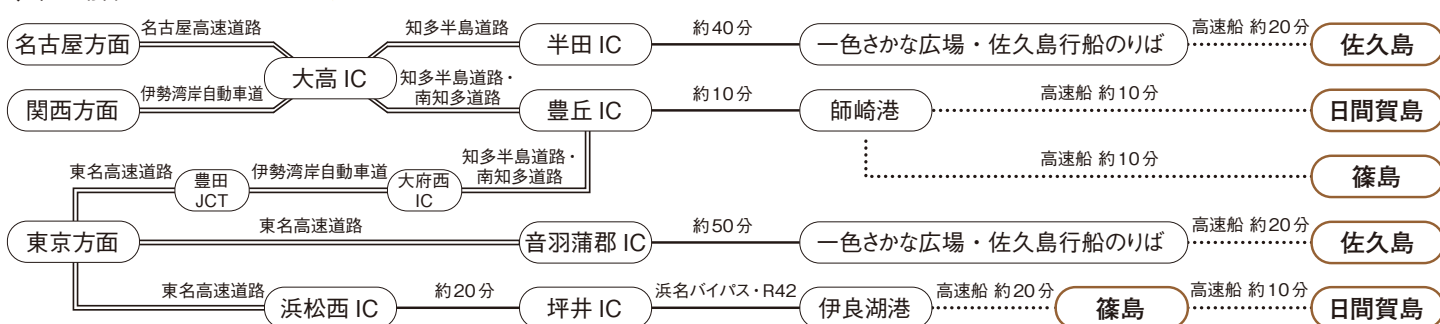 名古屋方面
名古屋高速道路
大高 IC
知多半島道路
半田 IC
約40分
一色さかな広場・佐久島行船のりば
高速船 約20分
佐久島
関西方面
伊勢湾岸自動車道
知多半島道路・
南知多道路
豊丘 IC
約10分
師崎港
高速船 約10分
日間賀島
高速船 約10分
篠島
東京方面
東名高速道路
豊田
JCT
伊勢湾岸自動車道
大府西
IC
知多半島道路・
南知多道路
東名高速道路
音羽蒲郡 IC
約50分
一色さかな広場・佐久島行船のりば
高速船 約20分
佐久島
東名高速道路
浜松西 IC
約20分
坪井 IC
浜名バイパス・R42
伊良湖港
高速船 約20分
篠島
高速船 約10分
日間賀島